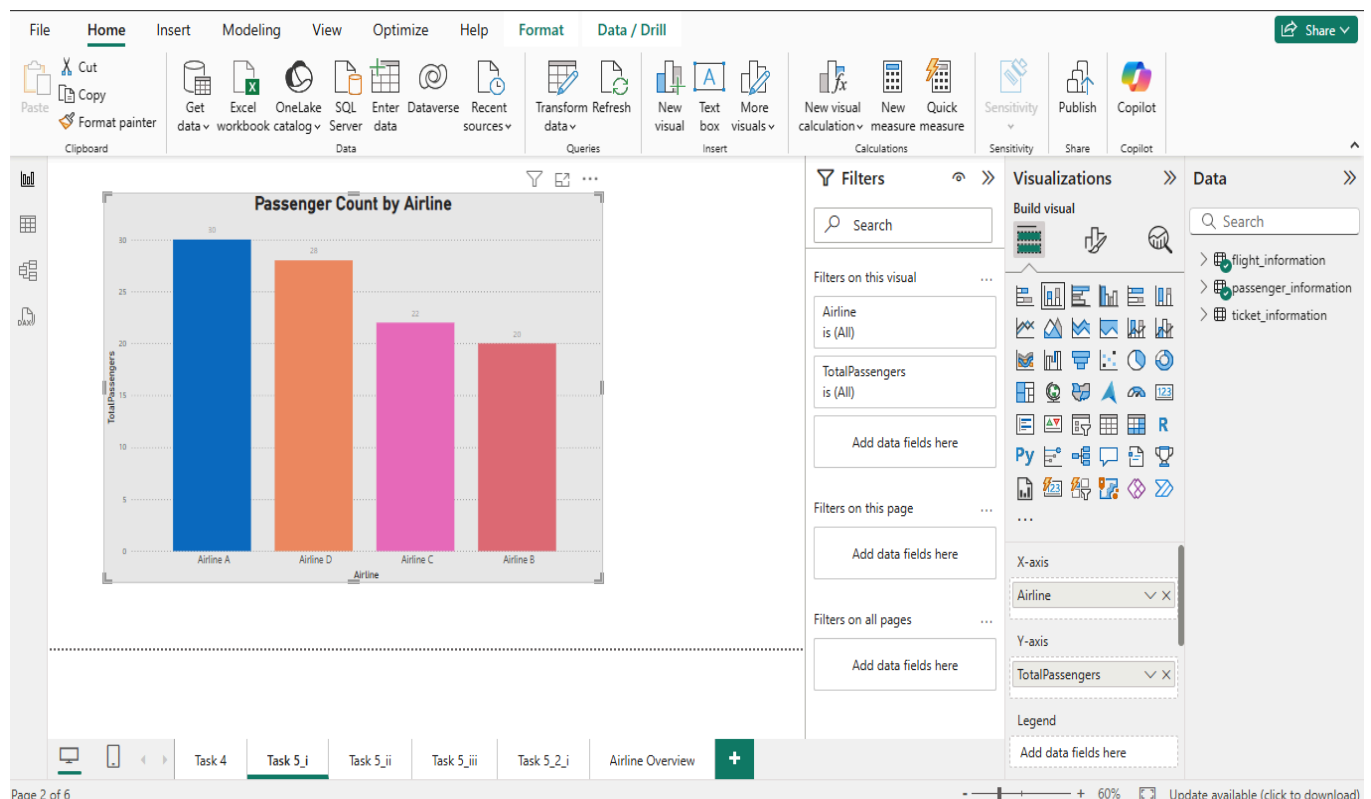 File Home Insert Modeling View Optimize Help Format Data / Drill Share
Paste
Cut
Copy
Format painter
Clipboard
Get data
Excel workbook
OneLake catalog
SQL Server
Enter data
Dataverse
Recent sources
Data
Transform data
Refresh
Queries
New visual
A
Text box
More visuals
Insert
New visual calculation
New measure
Quick measure
Calculations
Sensitivity
Sensitivity
Publish
Share
Copilot
Copilot
DAX
Passenger Count by Airline
TotalPassengers
30
25
20
15
10
5
0
30
28
22
20
Airline A Airline D Airline C Airline B
Airline
Filters
Search
Filters on this visual ...
Airline
is (All)
TotalPassengers
is (All)
Add data fields here
Filters on this page ...
Add data fields here
Filters on all pages ...
Add data fields here
Visualizations
Build visual
123
R
Py
123
...
X-axis
Airline
Y-axis
TotalPassengers
Legend
Add data fields here
Data
Search
flight_information
passenger_information
ticket_information
Task 4 Task 5_i Task 5_ii Task 5_iii Task 5_2_i Airline Overview +
Page 2 of 6
- + 60% Update available (click to download)